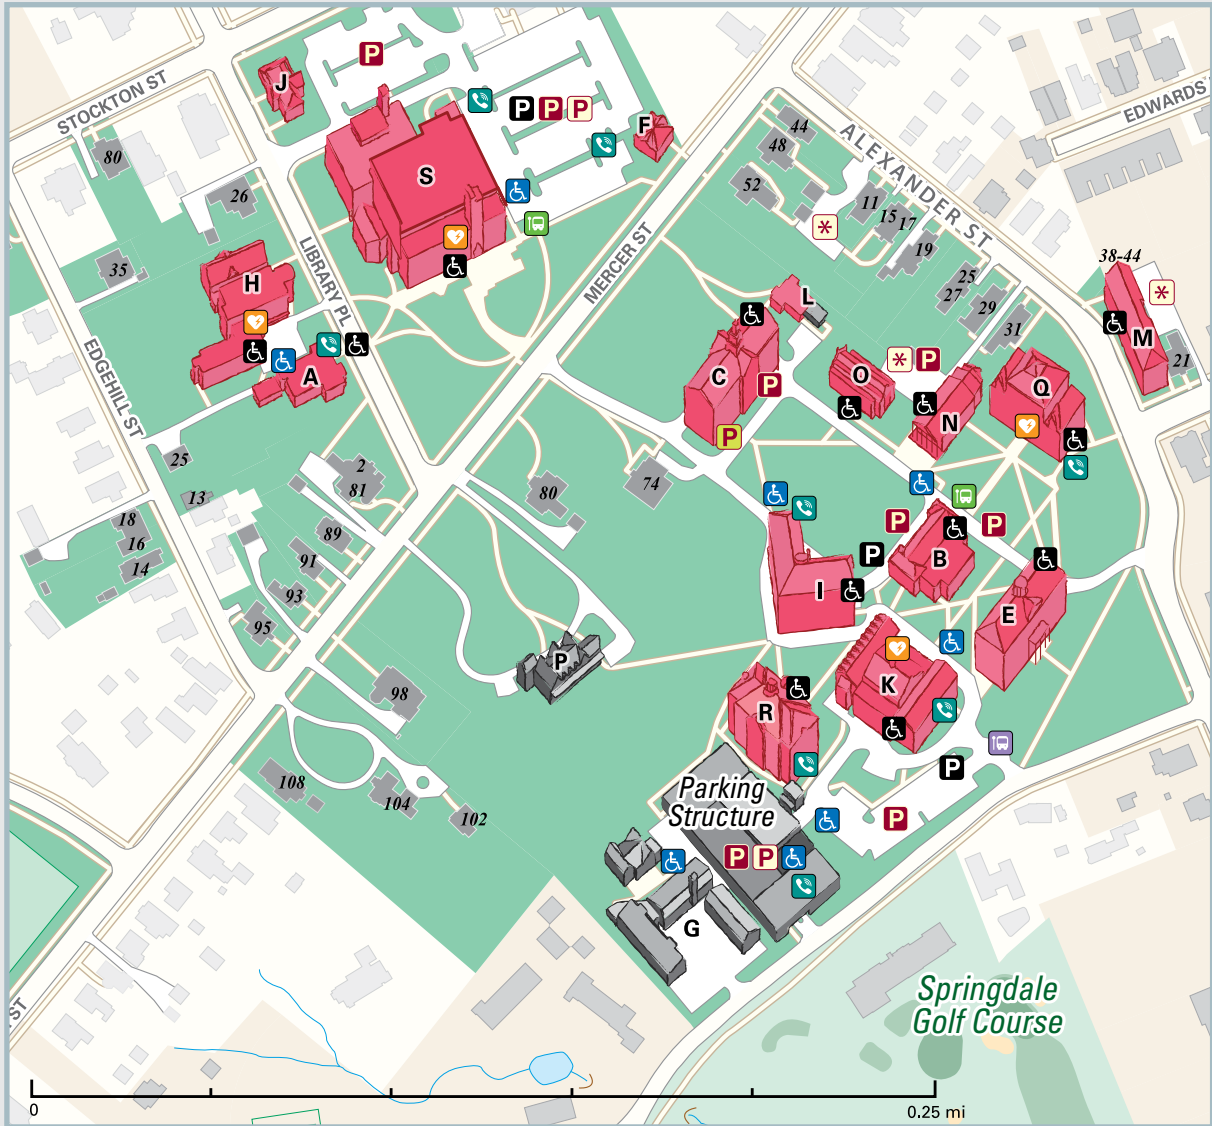 STOCKTON ST
J
P
P P P
F
44
48
52
ALEXANDER ST
EDWARDS
80
26
S
11
15
17
19
*
35
H
LIBRARY PL
MERCER ST
25
27
29
31
38-44
*
M
21
L
EDGEHILL ST
A
C
P
P
O
* P
N
Q
25
13
2
81
80
74
18
16
14
89
91
93
95
P
P
P
B
I
E
P
98
K
R
P
108
104
102
Parking
Structure
P
P P
G
Springdale
Golf Course
ST
0
0.25 mi